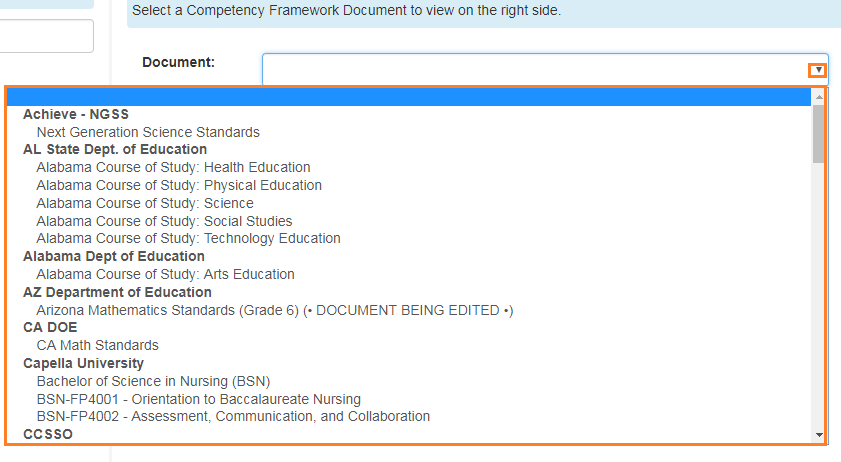 Select a Competency Framework Document to view on the right side.
Document:
Achieve - NGSS
Next Generation Science Standards
AL State Dept. of Education
Alabama Course of Study: Health Education
Alabama Course of Study: Physical Education
Alabama Course of Study: Science
Alabama Course of Study: Social Studies
Alabama Course of Study: Technology Education
Alabama Dept of Education
Alabama Course of Study: Arts Education
AZ Department of Education
Arizona Mathematics Standards (Grade 6) (• DOCUMENT BEING EDITED •)
CA DOE
CA Math Standards
Capella University
Bachelor of Science in Nursing (BSN)
BSN-FP4001 - Orientation to Baccalaureate Nursing
BSN-FP4002 - Assessment, Communication, and Collaboration
CCSSO